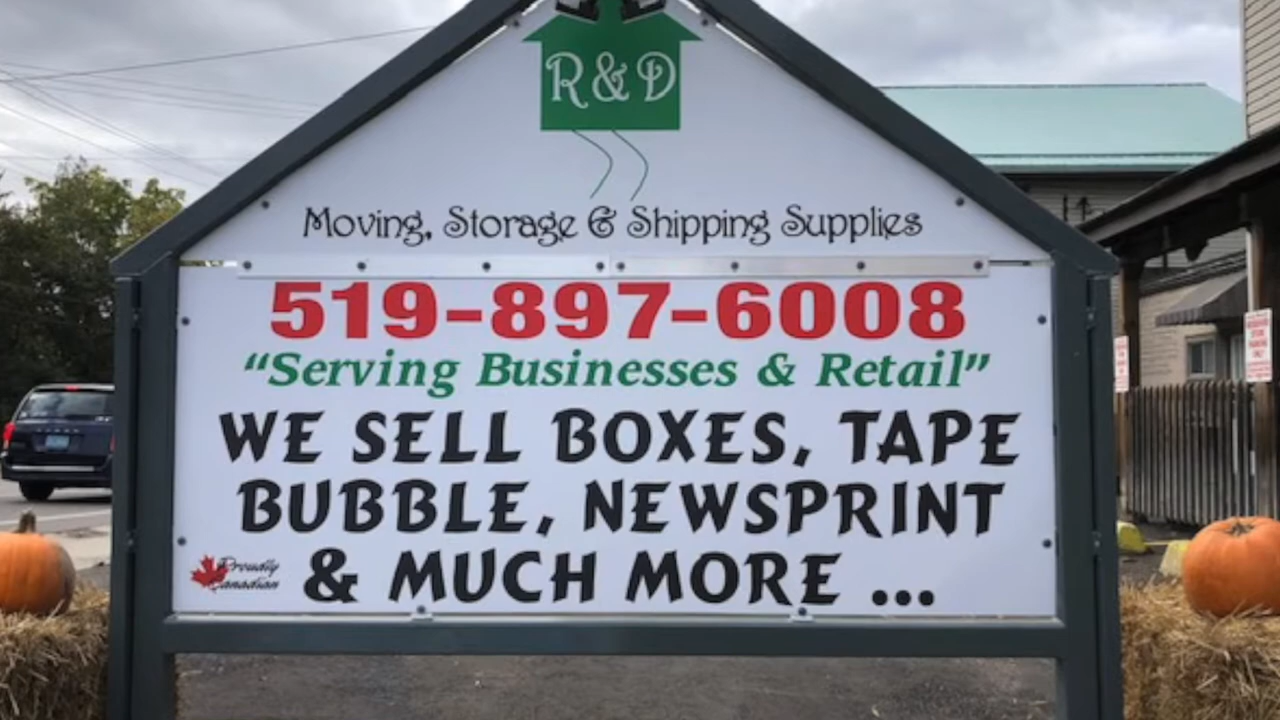 R&D
Moving, Storage & Shipping Supplies
519-897-6008
“Serving Businesses & Retail”
WE SELL BOXES, TAPE
BUBBLE, NEWSPRINT
& MUCH MORE ...
Proudly
Canadian